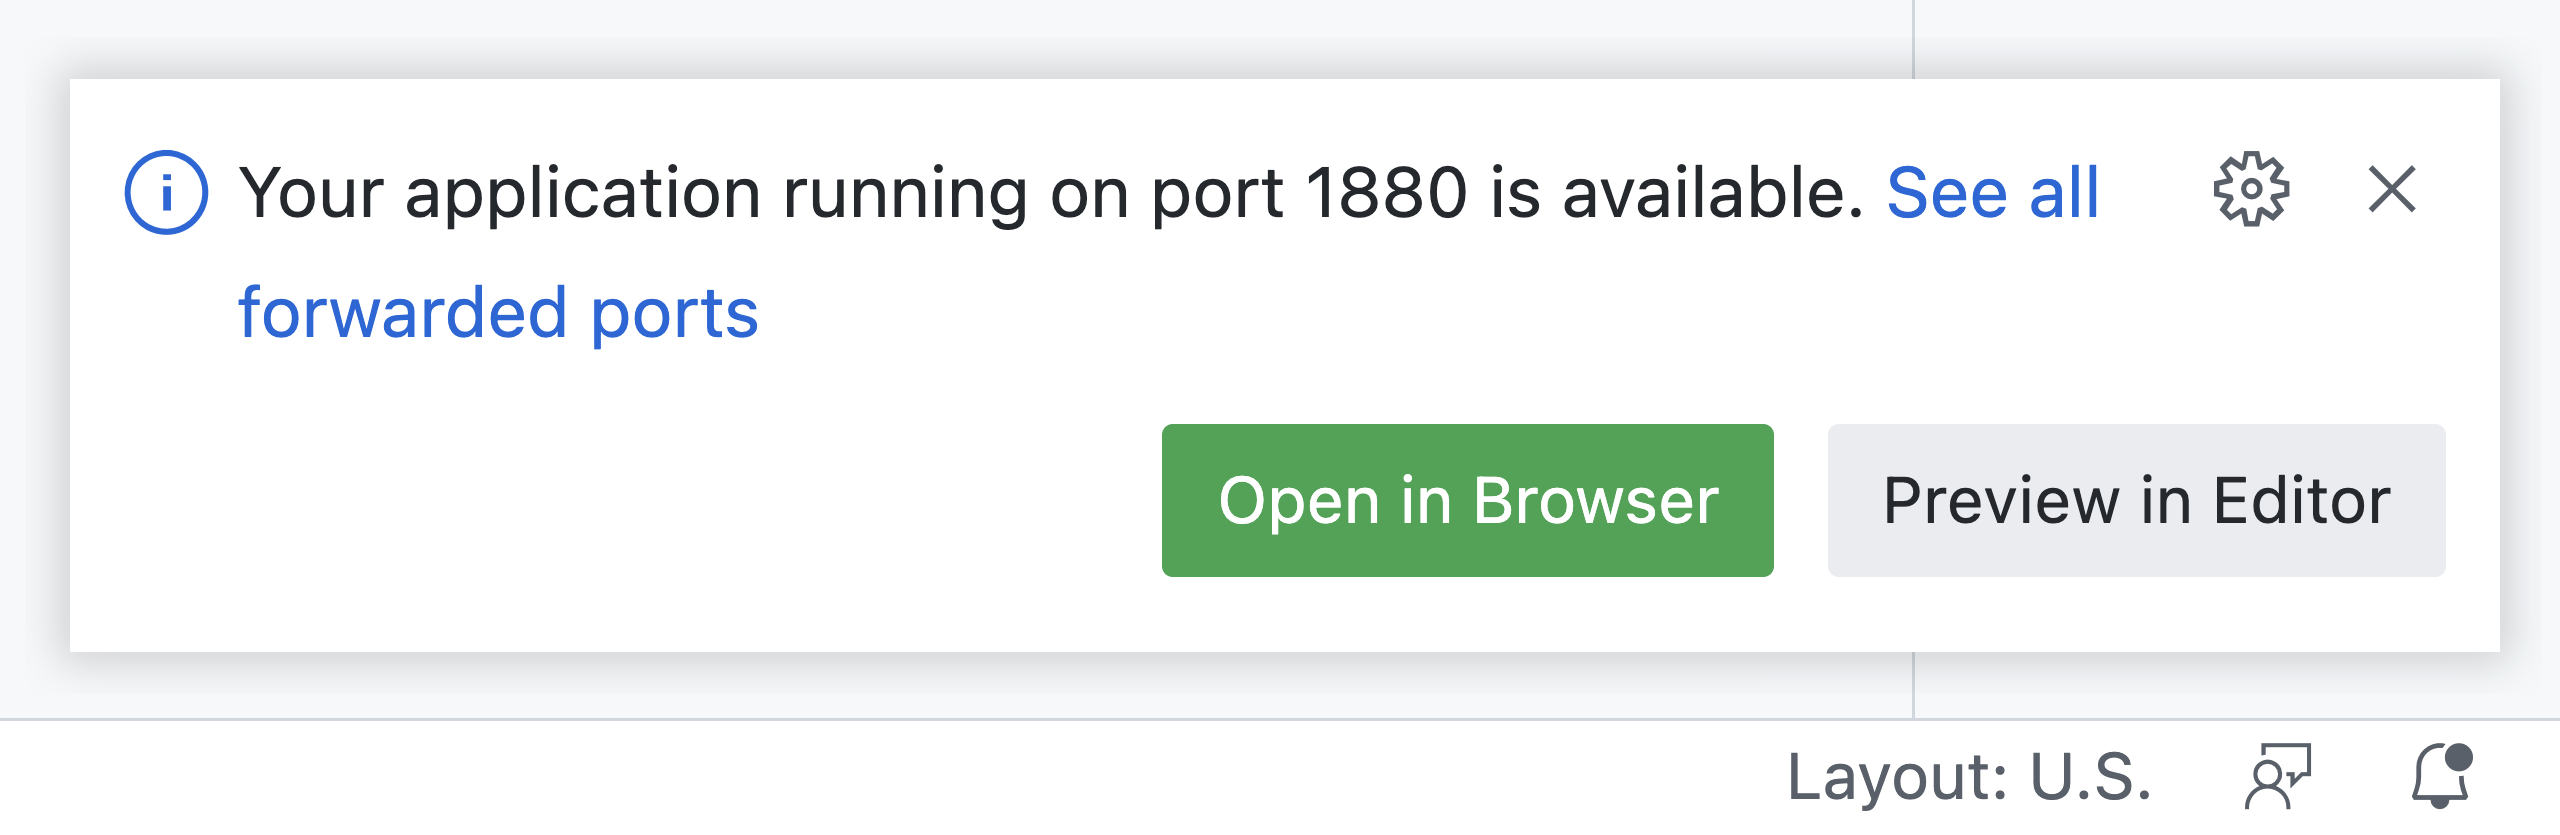 Your application running on port 1880 is available. See all
forwarded ports
Open in Browser
Preview in Editor
Layout: U.S.